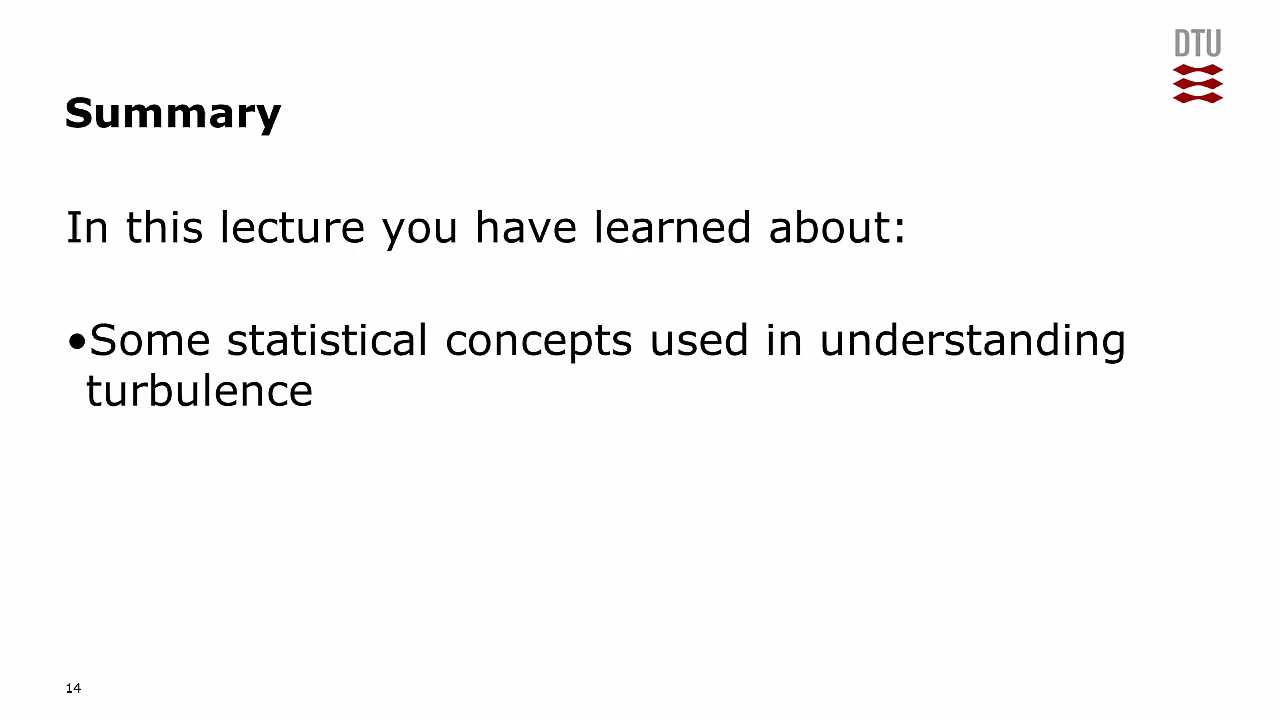 DTU
Summary
In this lecture you have learned about:
•Some statistical concepts used in understanding
turbulence
14